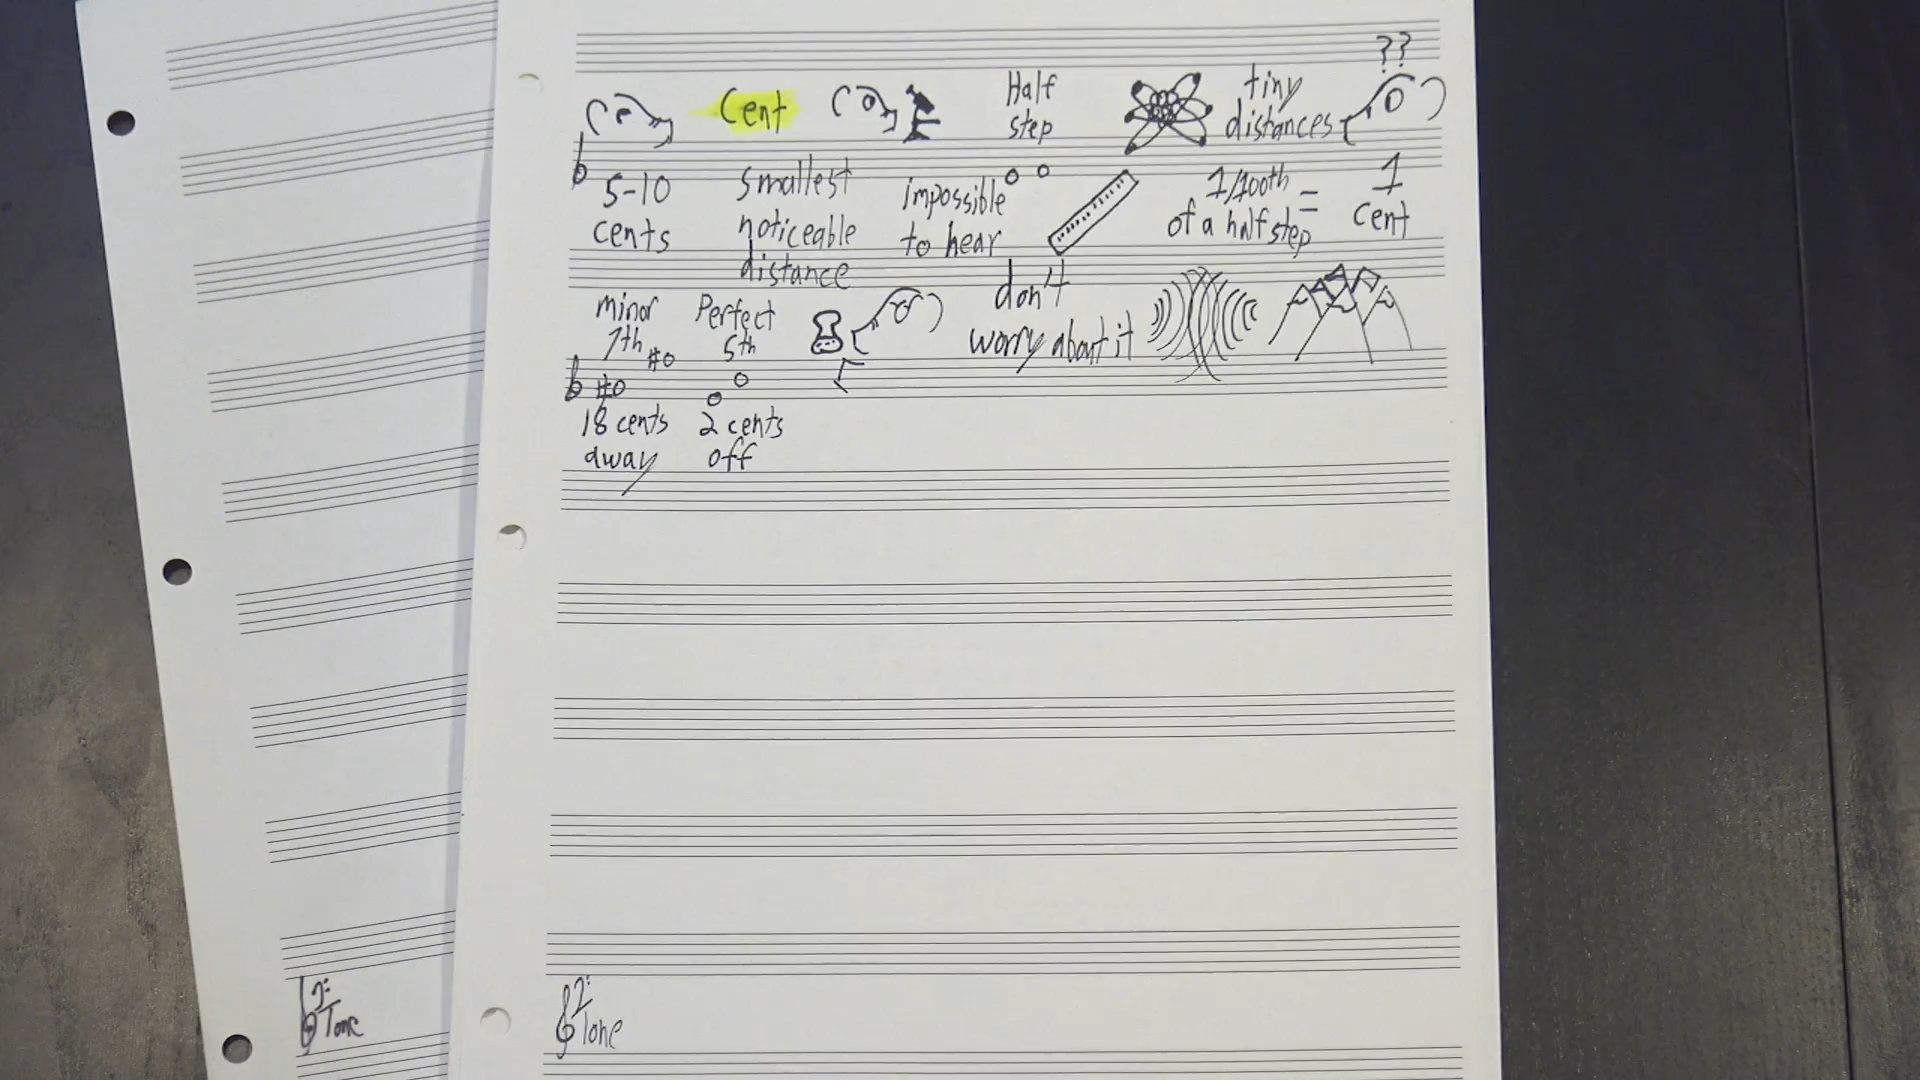 ??
Cent
Half
step
tiny
distances
5-10
cents
smallest
noticeable
distance
impossible
to hear
1/100th
of a half step
=
1
cent
minor
7th
Perfect
5th
don't
worry about it
#o
#o
18 cents
away
2 cents
off
Tone
Tone